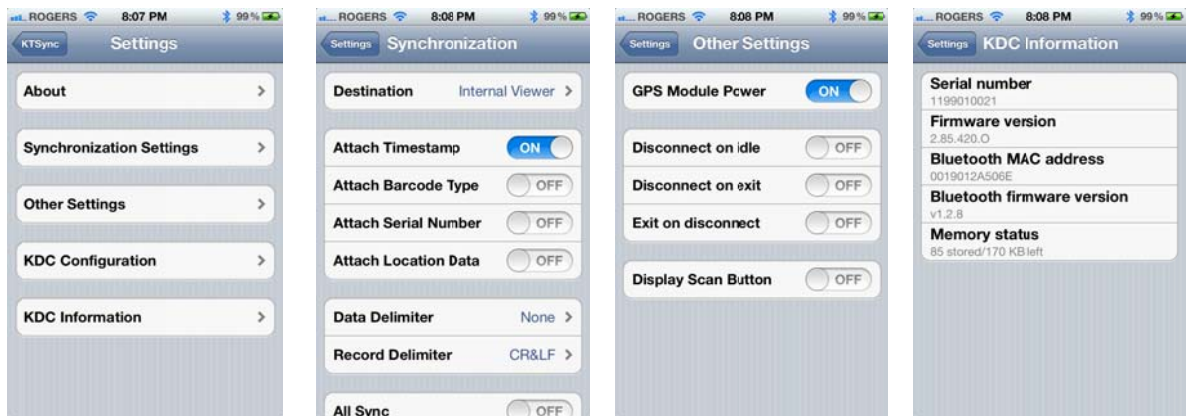 ROGERS 8:07 PM 99%
KTSync Settings
About
Synchronization Settings
Other Settings
KDC Configuration
KDC Information
ROGERS 8:08 PM 99%
Settings Synchronization
Destination Internal Viewer
Attach Timestamp ON
Attach Barcode Type OFF
Attach Serial Number OFF
Attach Location Data OFF
Data Delimiter None
Record Delimiter CR&LF
All Sync OFF
ROGERS 8:08 PM 99%
Settings Other Settings
GPS Module Power ON
Disconnect on idle OFF
Disconnect on exit OFF
Exit on disconnect OFF
Display Scan Button OFF
ROGERS 8:08 PM 99%
Settings KDC Information
Serial number
1199010021
Firmware version
2.85.420.O
Bluetooth MAC address
0019012A506E
Bluetooth firmware version
v1.2.8
Memory status
85 stored/170 KB left